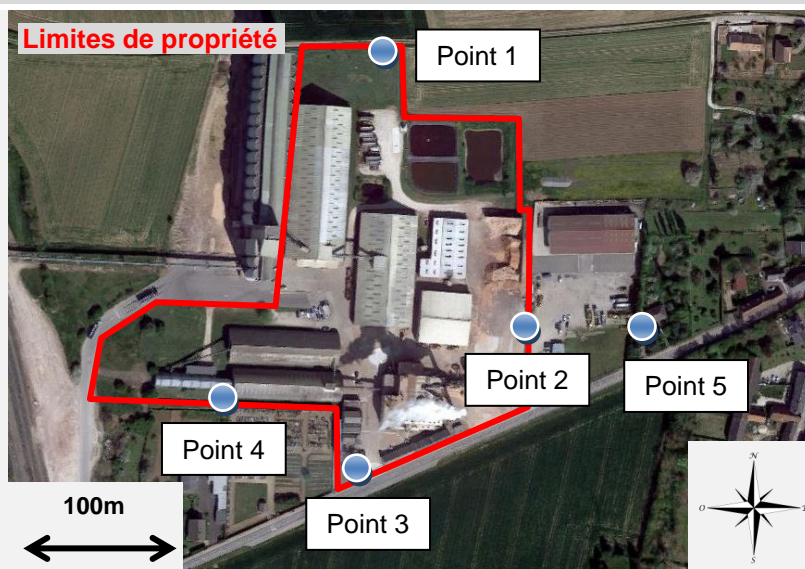 Limites de propriété
Point 1
Point 2
Point 5
Point 4
Point 3
100m
N
O
E
S